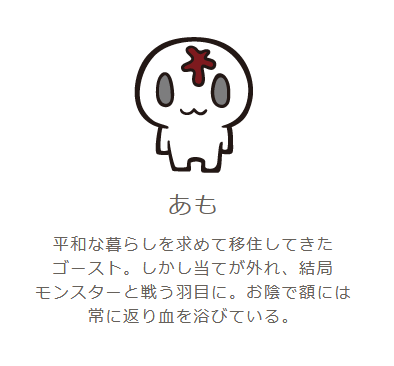 あも
平和な暮らしを求めて移住してきた
ゴースト。しかし当てが外れ、結局
モンスターと戦う羽目に。お陰で額には
常に返り血を浴びている。